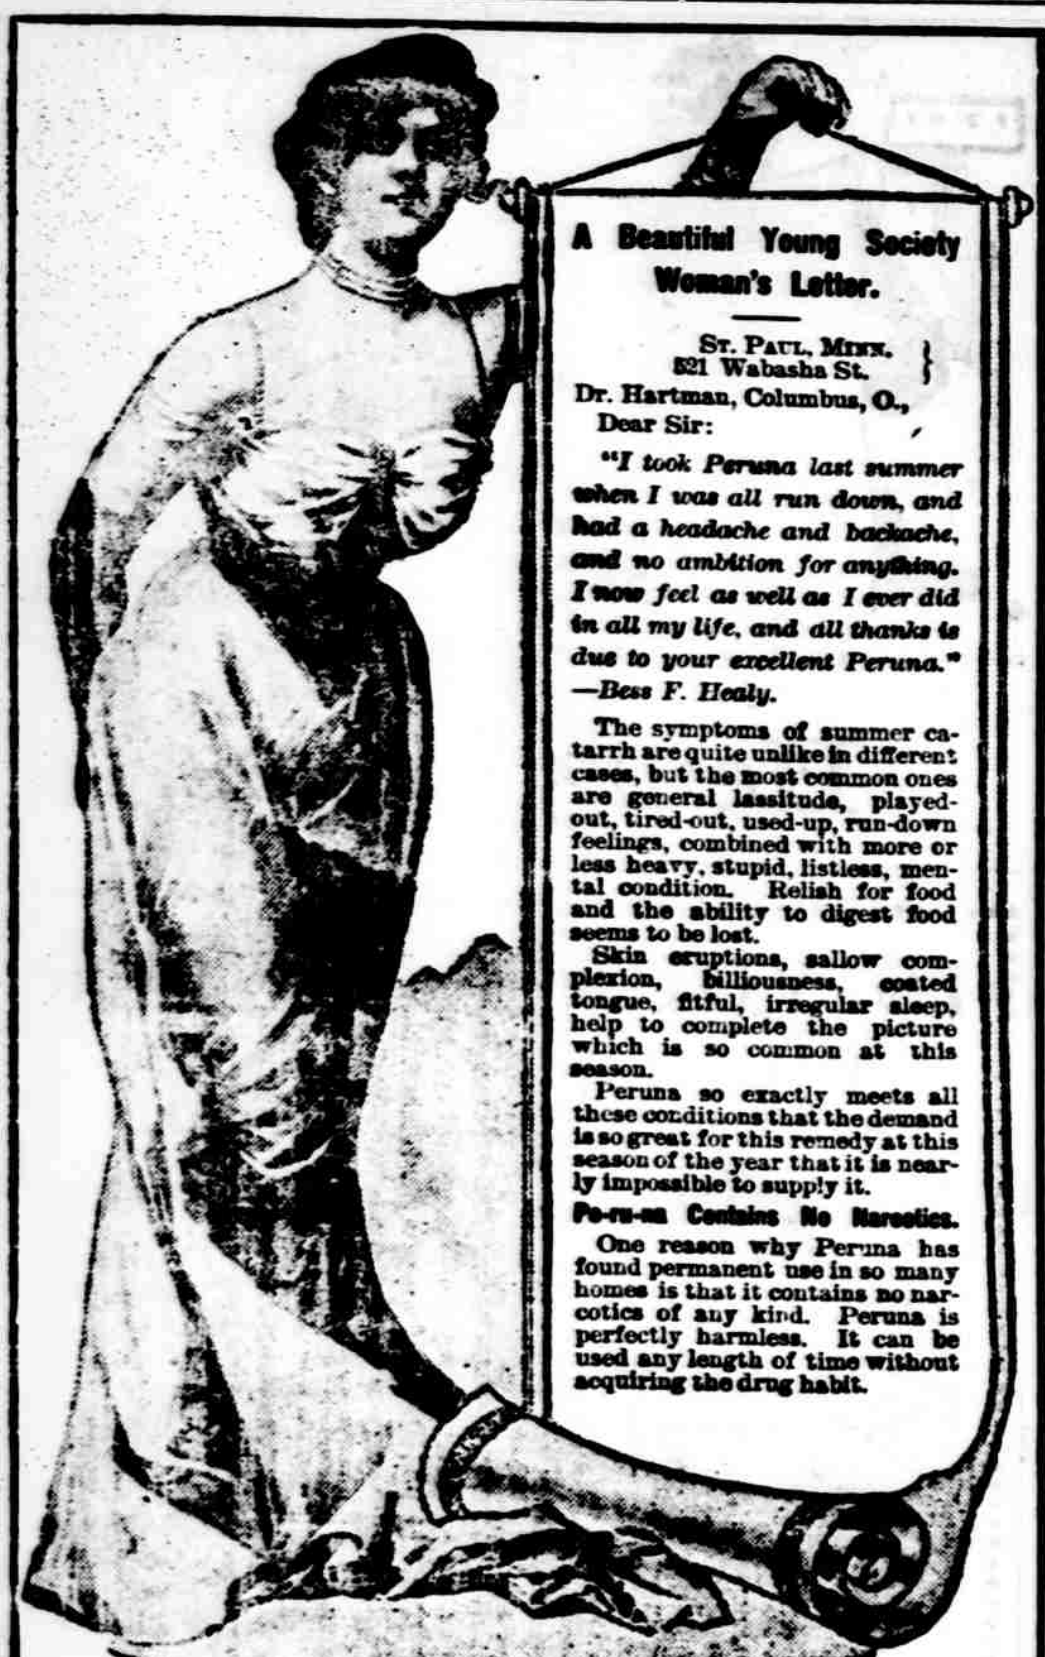 A Beautiful Young Society
Woman's Letter.
ST. PAUL, MINN.
521 Wabasha St.
Dr. Hartman, Columbus, O.,
Dear Sir:
"I took Peruna last summer
when I was all run down, and
had a headache and backache,
and no ambition for anything.
I now feel as well as I ever did
in all my life, and all thanks is
due to your excellent Peruna."
—Bess F. Healy.
The symptoms of summer ca-
tarrh are quite unlike in different
cases, but the most common ones
are general lassitude, played-
out, tired-out, used-up, run-down
feelings, combined with more or
less heavy, stupid, listless, men-
tal condition. Relish for food
and the ability to digest food
seems to be lost.
Skin eruptions, sallow com-
plexion, billiousness, coated
tongue, fitful, irregular sleep,
help to complete the picture
which is so common at this
season.
Peruna so exactly meets all
these conditions that the demand
is so great for this remedy at this
season of the year that it is near-
ly impossible to supply it.
Pe-ru-na Contains No Narcotics.
One reason why Peruna has
found permanent use in so many
homes is that it contains no nar-
cotics of any kind. Peruna is
perfectly harmless. It can be
used any length of time without
acquiring the drug habit.